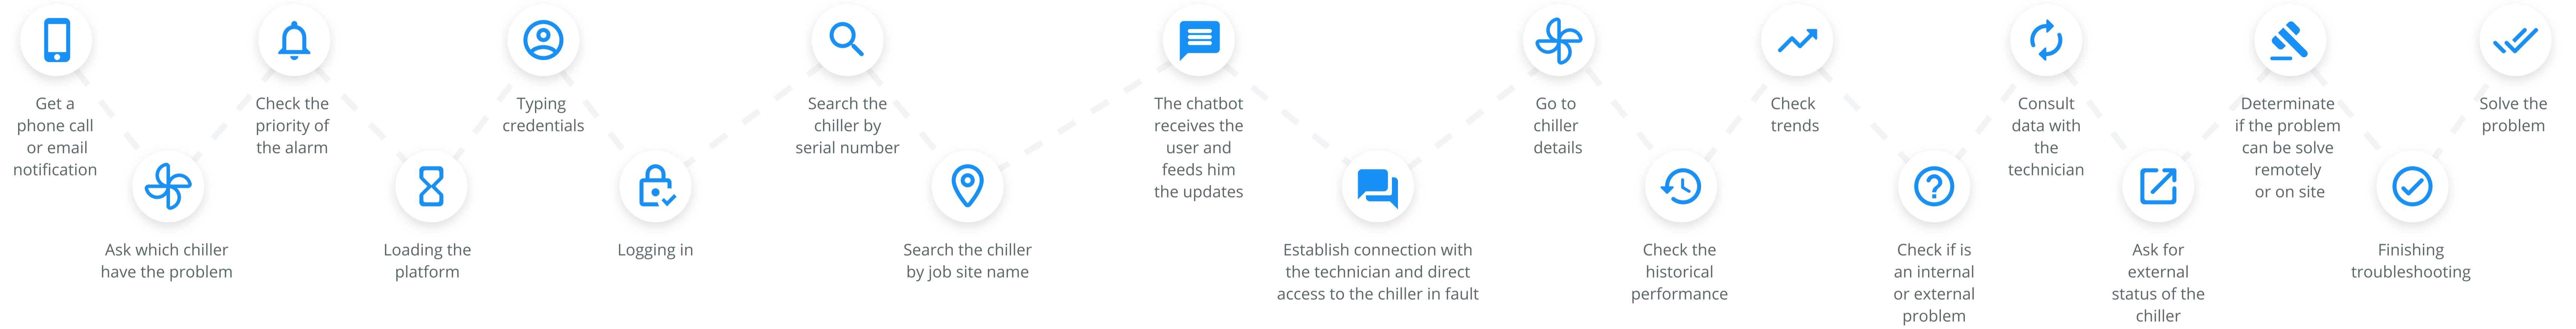 Get a
phone call
or email
notification
Ask which chiller
have the problem
Check the
priority of
the alarm
Loading the
platform
Typing
credentials
Logging in
Search the
chiller by
serial number
Search the chiller
by job site name
The chatbot
receives the
user and
feeds him
the updates
Establish connection with
the technician and direct
access to the chiller in fault
Go to
chiller
details
Check the
historical
performance
Check
trends
Check if is
an internal
or external
problem
Consult
data with
the
technician
Ask for
external
status of the
chiller
Determinate
if the problem
can be solve
remotely
or on site
Finishing
troubleshooting
Solve the
problem